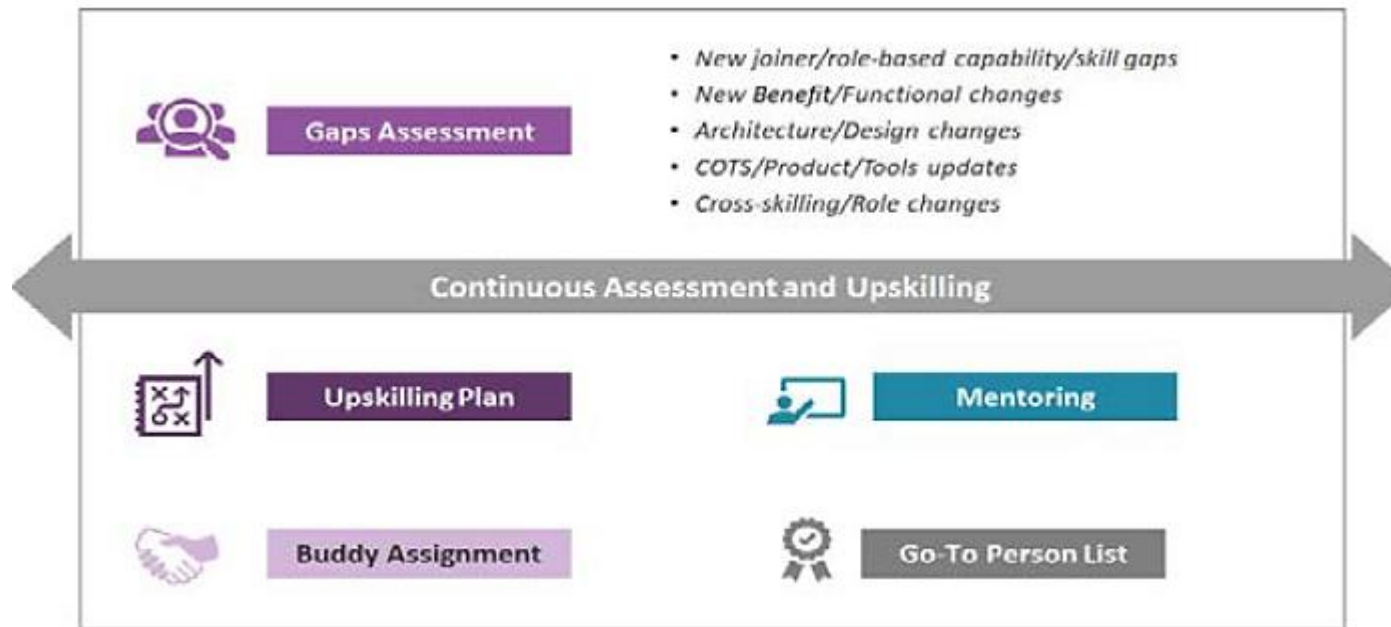 Gaps Assessment
• New joiner/role-based capability/skill gaps
• New Benefit/Functional changes
• Architecture/Design changes
• COTS/Product/Tools updates
• Cross-skilling/Role changes
Continuous Assessment and Upskilling
Upskilling Plan
Mentoring
Buddy Assignment
Go-To Person List